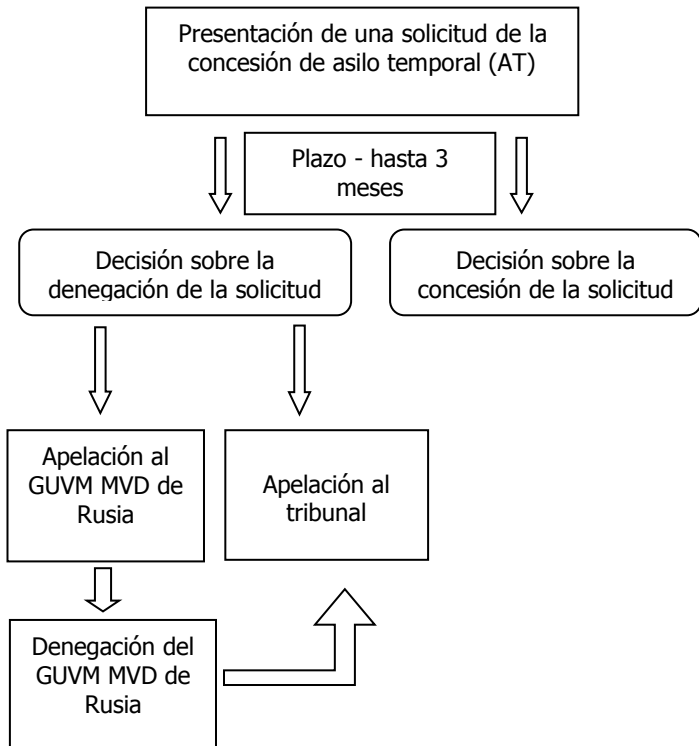 Presentación de una solicitud de la
concesión de asilo temporal (AT)
Plazo - hasta 3
meses
Decisión sobre la
denegación de la solicitud
Decisión sobre la
concesión de la solicitud
Apelación al
GUVM MVD de
Rusia
Apelación al
tribunal
Denegación del
GUVM MVD de
Rusia